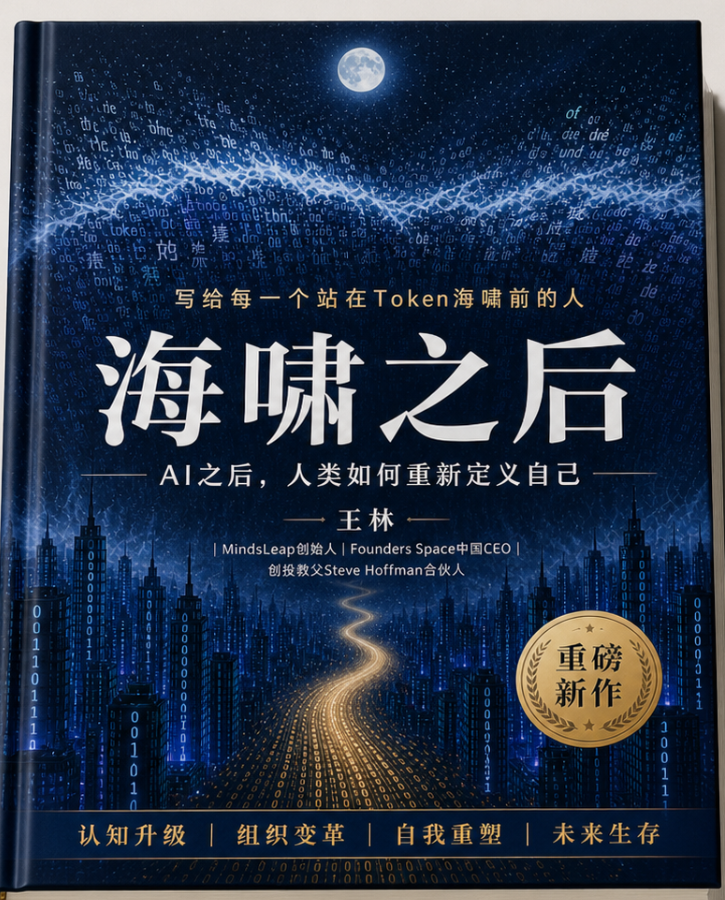 写给每一个站在Token海啸前的人
海啸之后
AI之后，人类如何重新定义自己
王林
| MindsLeap创始人 | Founders Space中国CEO |
创投教父Steve Hoffman合伙人
重磅
新作
认知升级 | 组织变革 | 自我重塑 | 未来生存